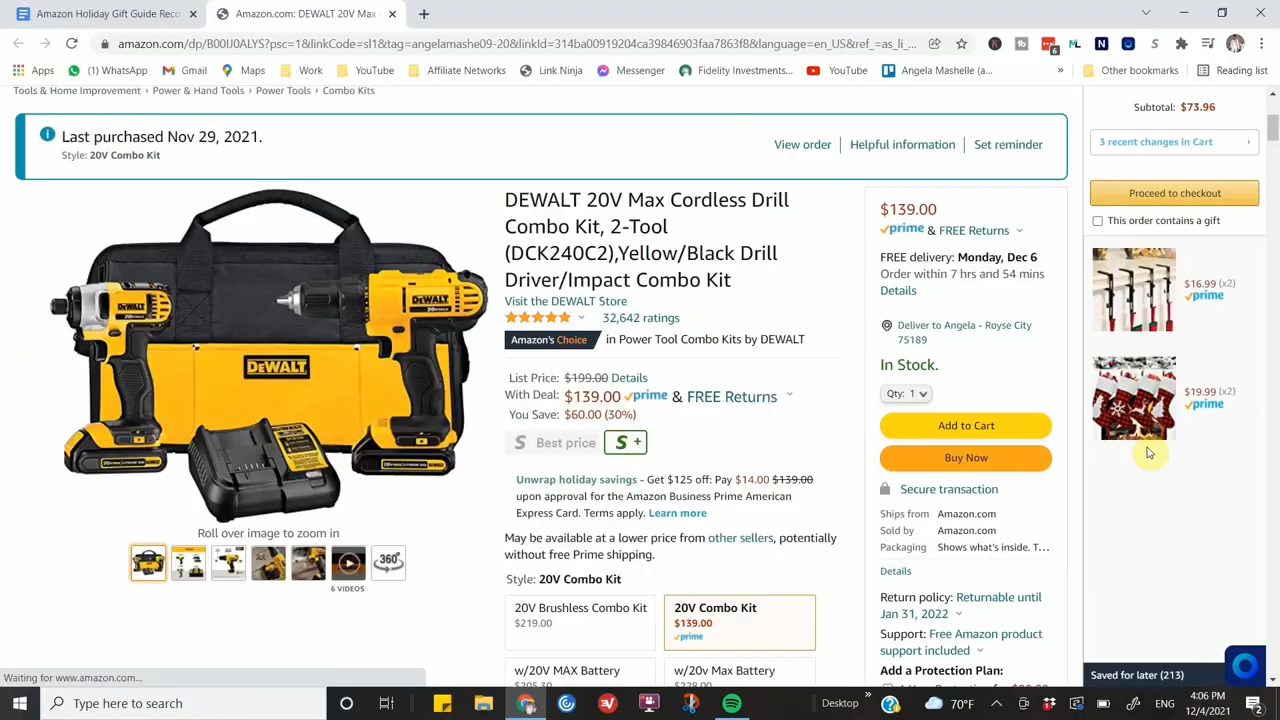 Amazon Holiday Gift Guide Reco
Amazon.com: DEWALT 20V Max
amazon.com/dp/B00IJ0ALYS?psc=1&linkCode=sl1&tag=angelamashe09-20&linkId=314ba00919204ca39846903faa7863f8&language=en_US&ref_=as_li_...
6
Apps
(1) WhatsApp
Gmail
Maps
Work
YouTube
Affiliate Networks
Link Ninja
Messenger
Fidelity Investments...
YouTube
Angela Mashelle (a...
»
Other bookmarks
Reading list
Tools & Home Improvement › Power & Hand Tools › Power Tools › Combo Kits
Last purchased Nov 29, 2021.
Style: 20V Combo Kit
View order
Helpful information
Set reminder
DEWALT
DEWALT
DEWALT
Roll over image to zoom in
360°
6 VIDEOS
DEWALT 20V Max Cordless Drill
Combo Kit, 2-Tool
(DCK240C2),Yellow/Black Drill
Driver/Impact Combo Kit
Visit the DEWALT Store
32,642 ratings
Amazon's Choice in Power Tool Combo Kits by DEWALT
List Price: $199.00 Details
With Deal: $139.00 prime & FREE Returns
You Save: $60.00 (30%)
S Best price
S +
Unwrap holiday savings - Get $125 off: Pay $14.00 $139.00
upon approval for the Amazon Business Prime American
Express Card. Terms apply. Learn more
May be available at a lower price from other sellers, potentially
without free Prime shipping.
Style: 20V Combo Kit
20V Brushless Combo Kit
$219.00
20V Combo Kit
$139.00
prime
w/20V MAX Battery
$205.30
w/20v Max Battery
$228.00
$139.00
prime & FREE Returns
FREE delivery: Monday, Dec 6
Order within 7 hrs and 54 mins
Details
Deliver to Angela - Royse City
75189
In Stock.
Qty: 1
Add to Cart
Buy Now
Secure transaction
Ships from Amazon.com
Sold by Amazon.com
Packaging Shows what's inside. T...
Details
Return policy: Returnable until
Jan 31, 2022
Support: Free Amazon product
support included
Add a Protection Plan:
Subtotal: $73.96
3 recent changes in Cart
Proceed to checkout
This order contains a gift
$16.99 (x2)
prime
$19.99 (x2)
prime
Saved for later (213)
Waiting for www.amazon.com...
Type here to search
Desktop
»
70°F
ENG
4:06 PM
12/4/2021
2